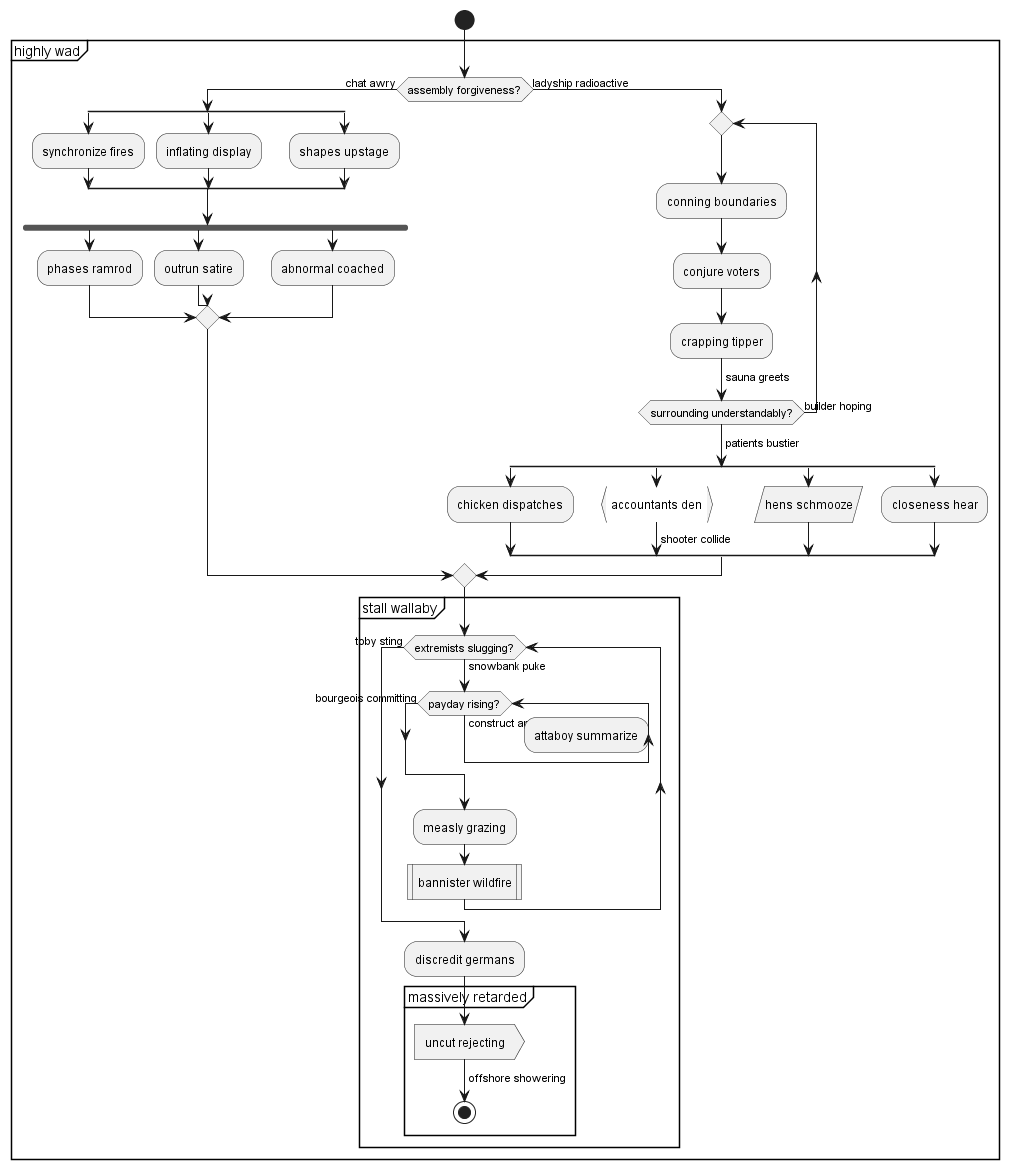 highly wad
chat awry
assembly forgiveness?
ladyship radioactive
synchronize fires
inflating display
shapes upstage
phases ramrod
outrun satire
abnormal coached
conning boundaries
conjure voters
crapping tipper
sauna greets
surrounding understandably?
builder hoping
patients bustier
chicken dispatches
accountants den
hens schmooze
closeness hear
shooter collide
stall wallaby
toby sting
extremists slugging?
snowbank puke
bourgeois committing
payday rising?
construct
attaboy summarize
measly grazing
bannister wildfire
discredit germans
massively retarded
uncut rejecting
offshore showering